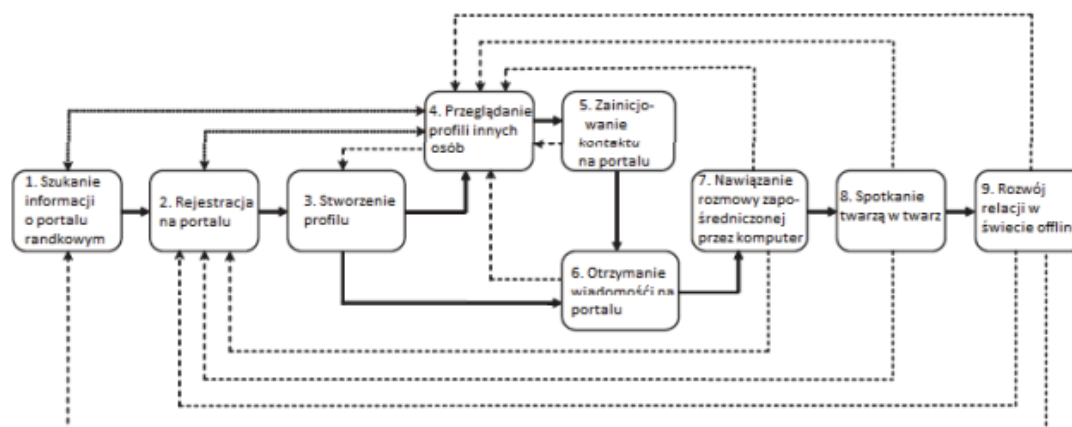 1. Szukanie
informacji
o portalu
randkowym
2. Rejestracja
na portalu
3. Stworzenie
profilu
4. Przeglądanie
profili innych
osób
5. Zainicjo-
wanie
kontaktu
na portalu
6. Otrzymanie
wiadomośći na
portalu
7. Nawiązanie
rozmowy zapo-
średniczonej
przez komputer
8. Spotkanie
twarzą w twarz
9. Rozwój
relacji w
świecie offlin